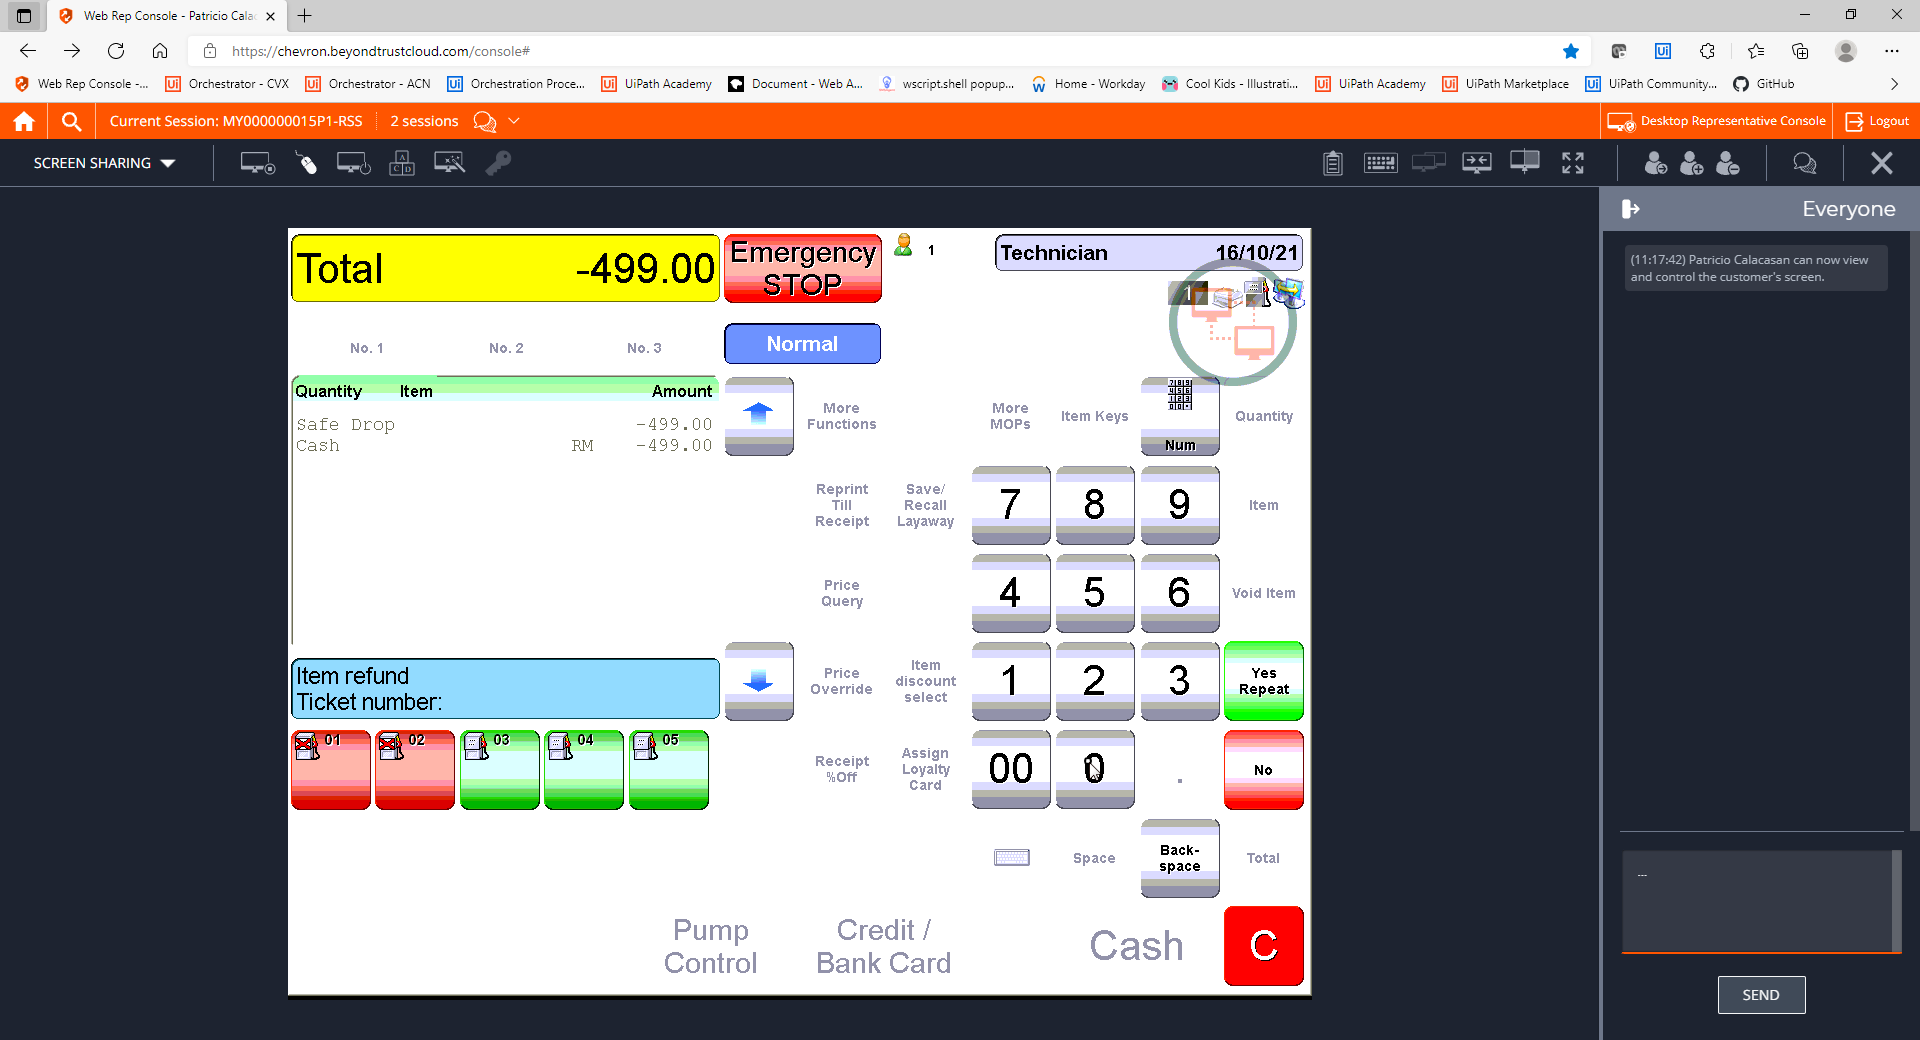 Web Rep Console - Patricio Cala
https://chevron.beyondtrustcloud.com/console#
Web Rep Console -...
Orchestrator - CVX
Orchestrator - ACN
Orchestration Proce...
UiPath Academy
Document - Web A...
wscript.shell popup...
Home - Workday
Cool Kids - Illustrati...
UiPath Academy
UiPath Marketplace
UiPath Community...
GitHub
Current Session: MY000000015P1-RSS
2 sessions
Desktop Representative Console
Logout
SCREEN SHARING
Everyone
(11:17:42) Patricio Calacasan can now view
and control the customer's screen.
Total -499.00
Emergency
STOP
1
Technician 16/10/21
1
No. 1 No. 2 No. 3
Normal
Quantity Item Amount
Safe Drop -499.00
Cash RM -499.00
More
Functions
More
MOPs
Item Keys
Num
Quantity
Reprint
Till
Receipt
Save/
Recall
Layaway
7 8 9
Item
Price
Query
4 5 6
Void Item
Item refund
Ticket number:
Price
Override
Item
discount
select
1 2 3
Yes
Repeat
01 02 03 04 05
Receipt
%Off
Assign
Loyalty
Card
00 0 .
No
Space
Back-
space
Total
Pump
Control
Credit /
Bank Card
Cash
C
...
SEND